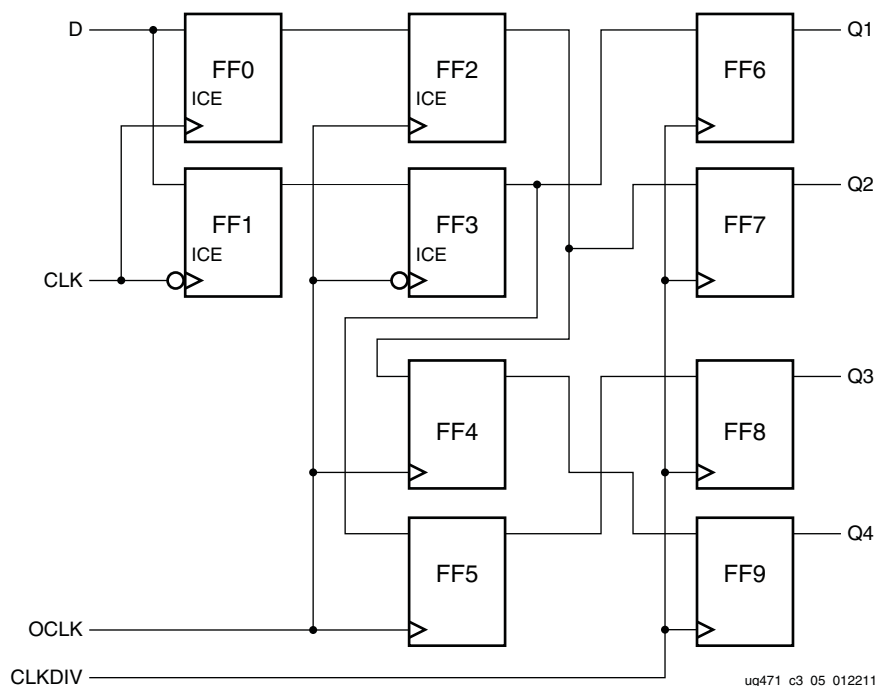 D
FF0
ICE
FF2
ICE
FF6
Q1
FF1
ICE
FF3
ICE
FF7
Q2
CLK
FF4
FF8
Q3
FF5
FF9
Q4
OCLK
CLKDIV
ug471_c3_05_012211